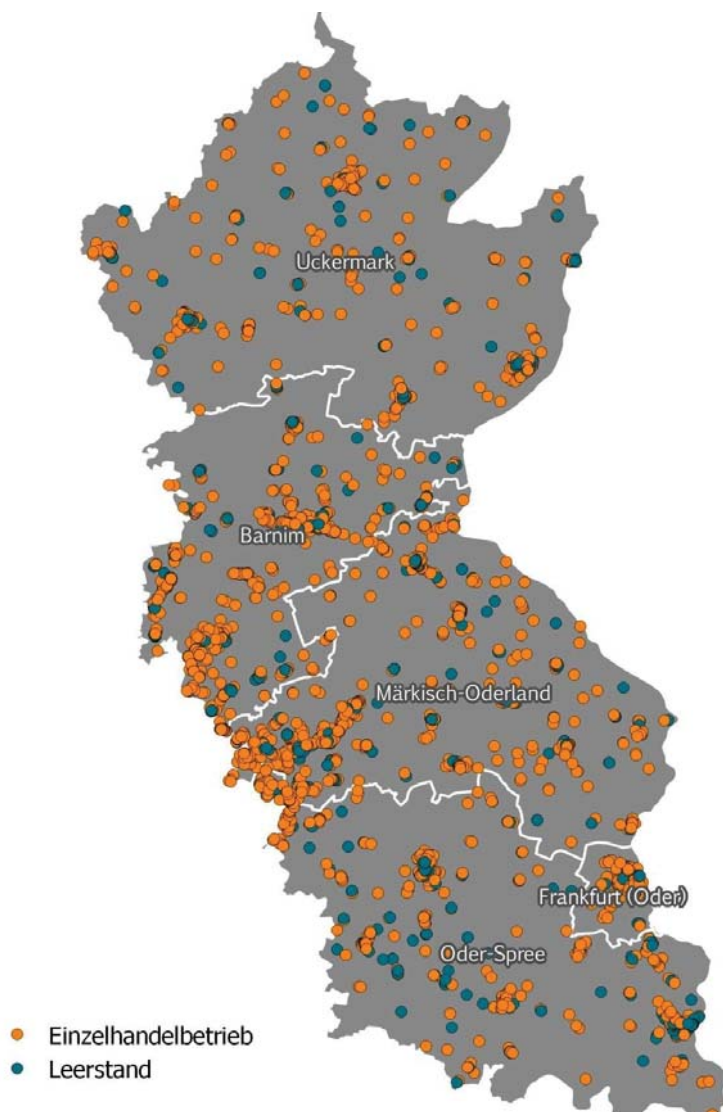 Uckermark
Barnim
Märkisch-Oderland
Frankfurt (Oder)
Oder-Spree
Einzelhandelbetrieb
Leerstand